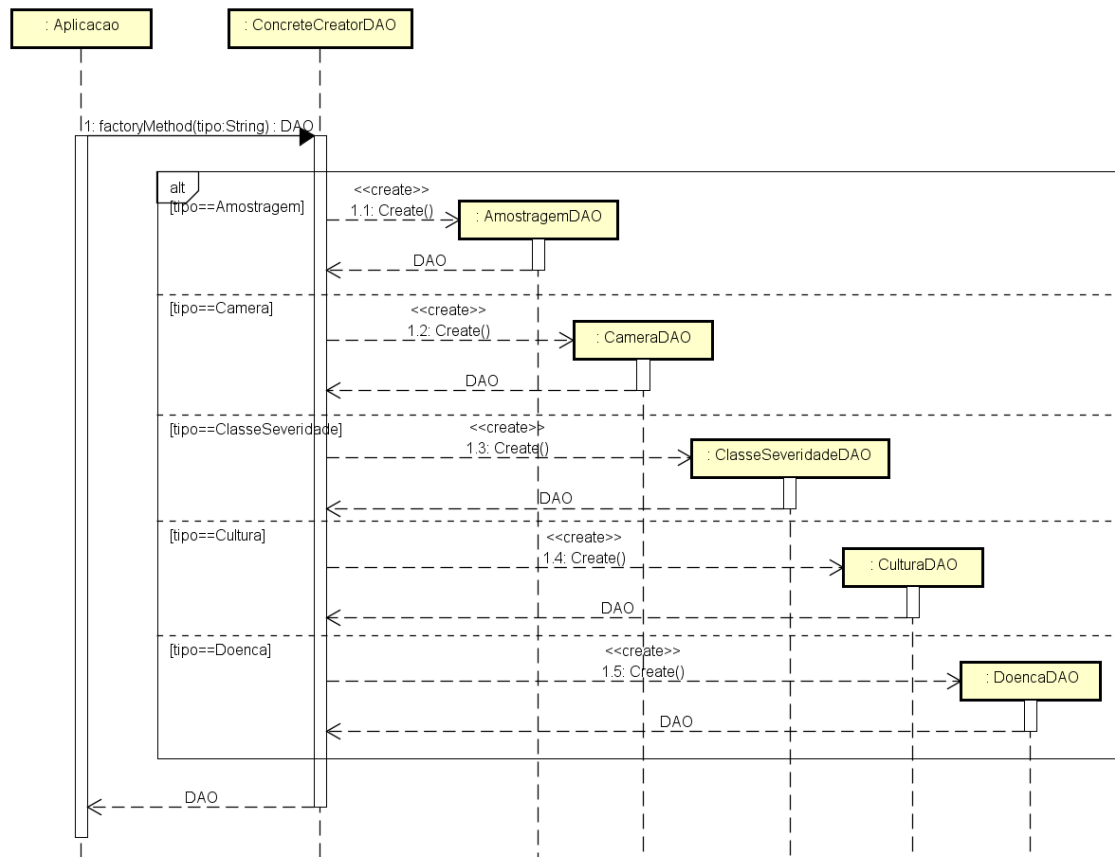 : Aplicacao
: ConcreteCreatorDAO
1: factoryMethod(tipo:String) : DAO
alt
[tipo==Amostragem]
<<create>>
1.1: Create()
: AmostragemDAO
DAO
[tipo==Camera]
<<create>>
1.2: Create()
: CameraDAO
DAO
[tipo==ClasseSeveridade]
<<create>>
1.3: Create()
: ClasseSeveridadeDAO
DAO
[tipo==Cultura]
<<create>>
1.4: Create()
: CulturaDAO
DAO
[tipo==Doenca]
<<create>>
1.5: Create()
: DoencaDAO
DAO
DAO